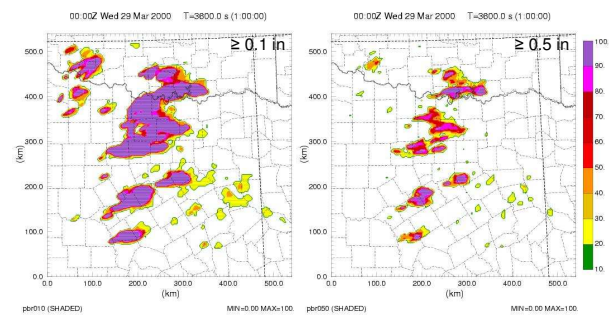 00:00Z Wed 29 Mar 2000 T=3600.0 s (1:00:00)
≥ 0.1 in
500.0
400.0
300.0
200.0
100.0
0.0
(km)
0.0 100.0 200.0 300.0 400.0 500.0
(km)
pbr010 (SHADED) MIN=0.00 MAX=100.
00:00Z Wed 29 Mar 2000 T=3600.0 s (1:00:00)
≥ 0.5 in
500.0
400.0
300.0
200.0
100.0
0.0
(km)
0.0 100.0 200.0 300.0 400.0 500.0
(km)
pbr050 (SHADED) MIN=0.00 MAX=100.
100.
90.
80.
70.
60.
50.
40.
30.
20.
10.